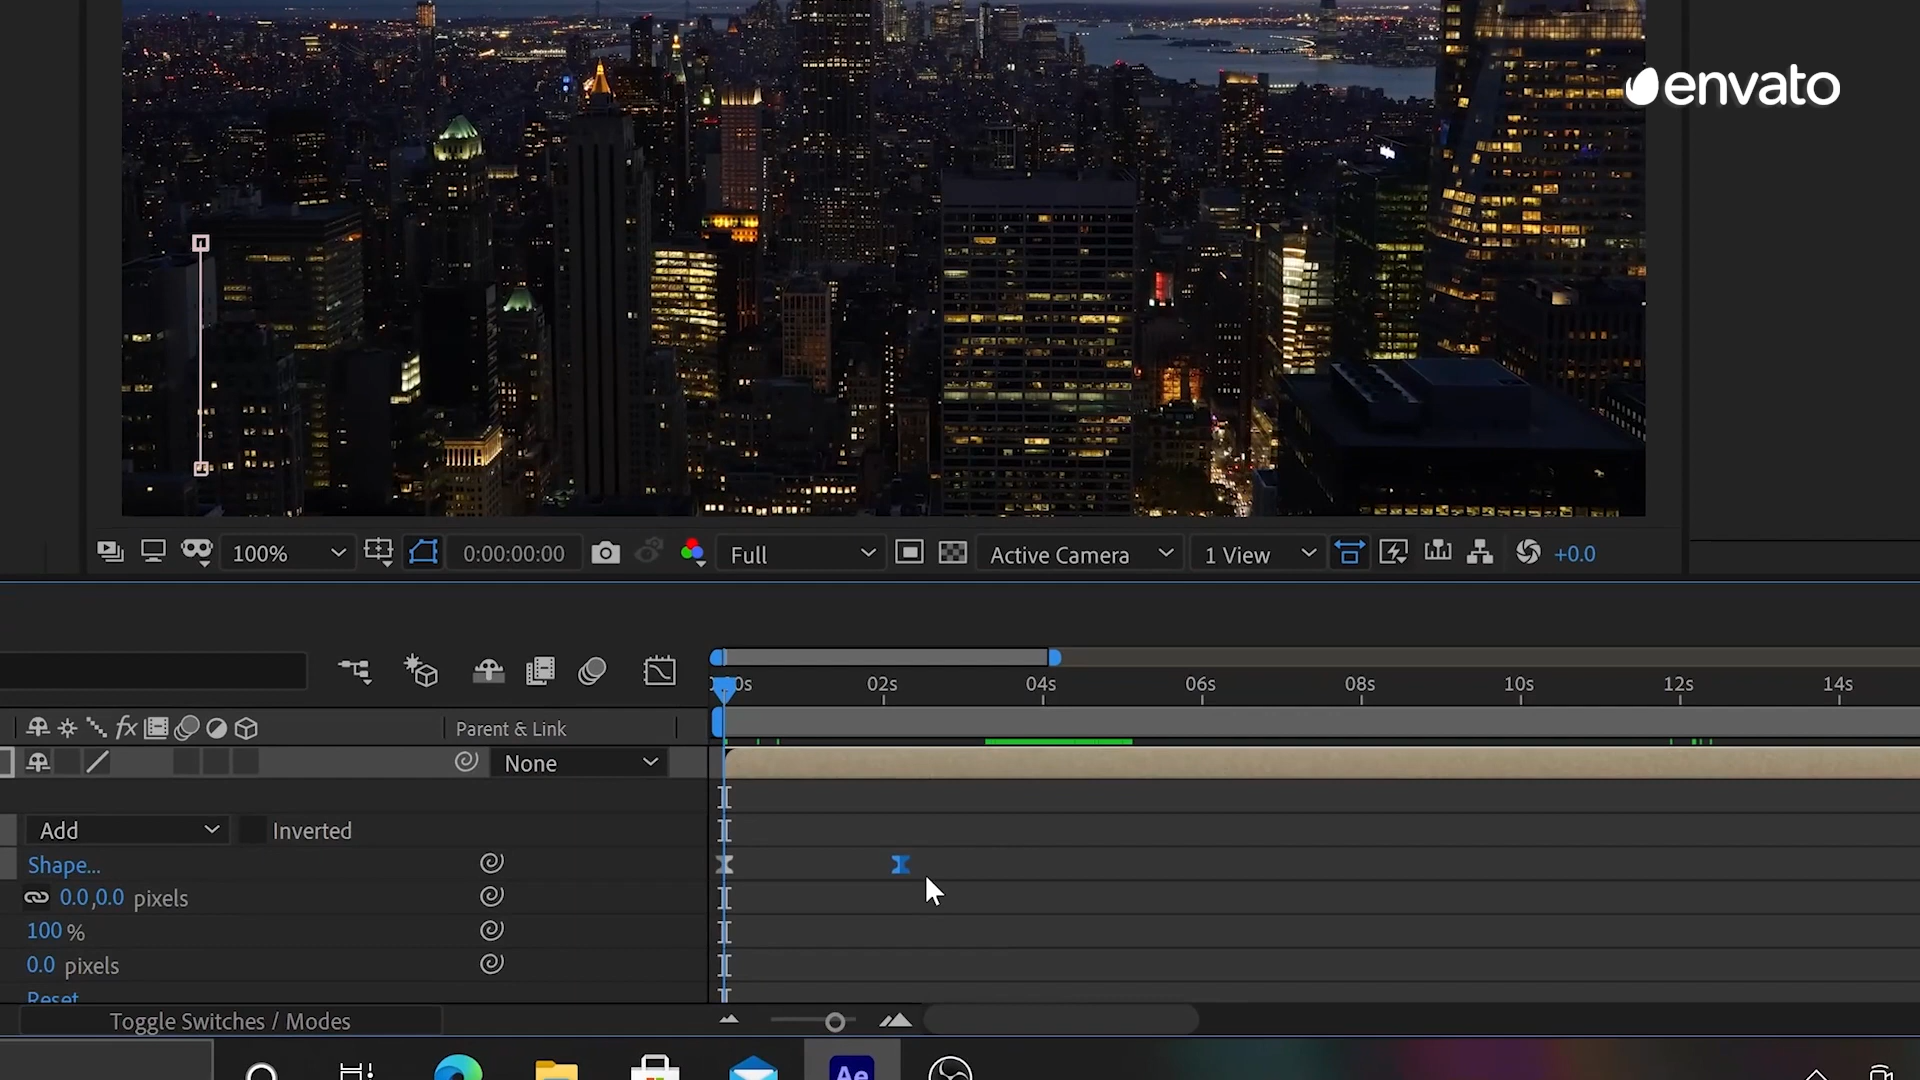 envato
100%
0:00:00:00
Full
Active Camera
1 View
+0.0
02s
04s
06s
08s
10s
12s
14s
fx
Parent & Link
None
Add
Inverted
Shape...
0.0,0.0 pixels
100 %
0.0 pixels
Reset
Toggle Switches / Modes
Ae